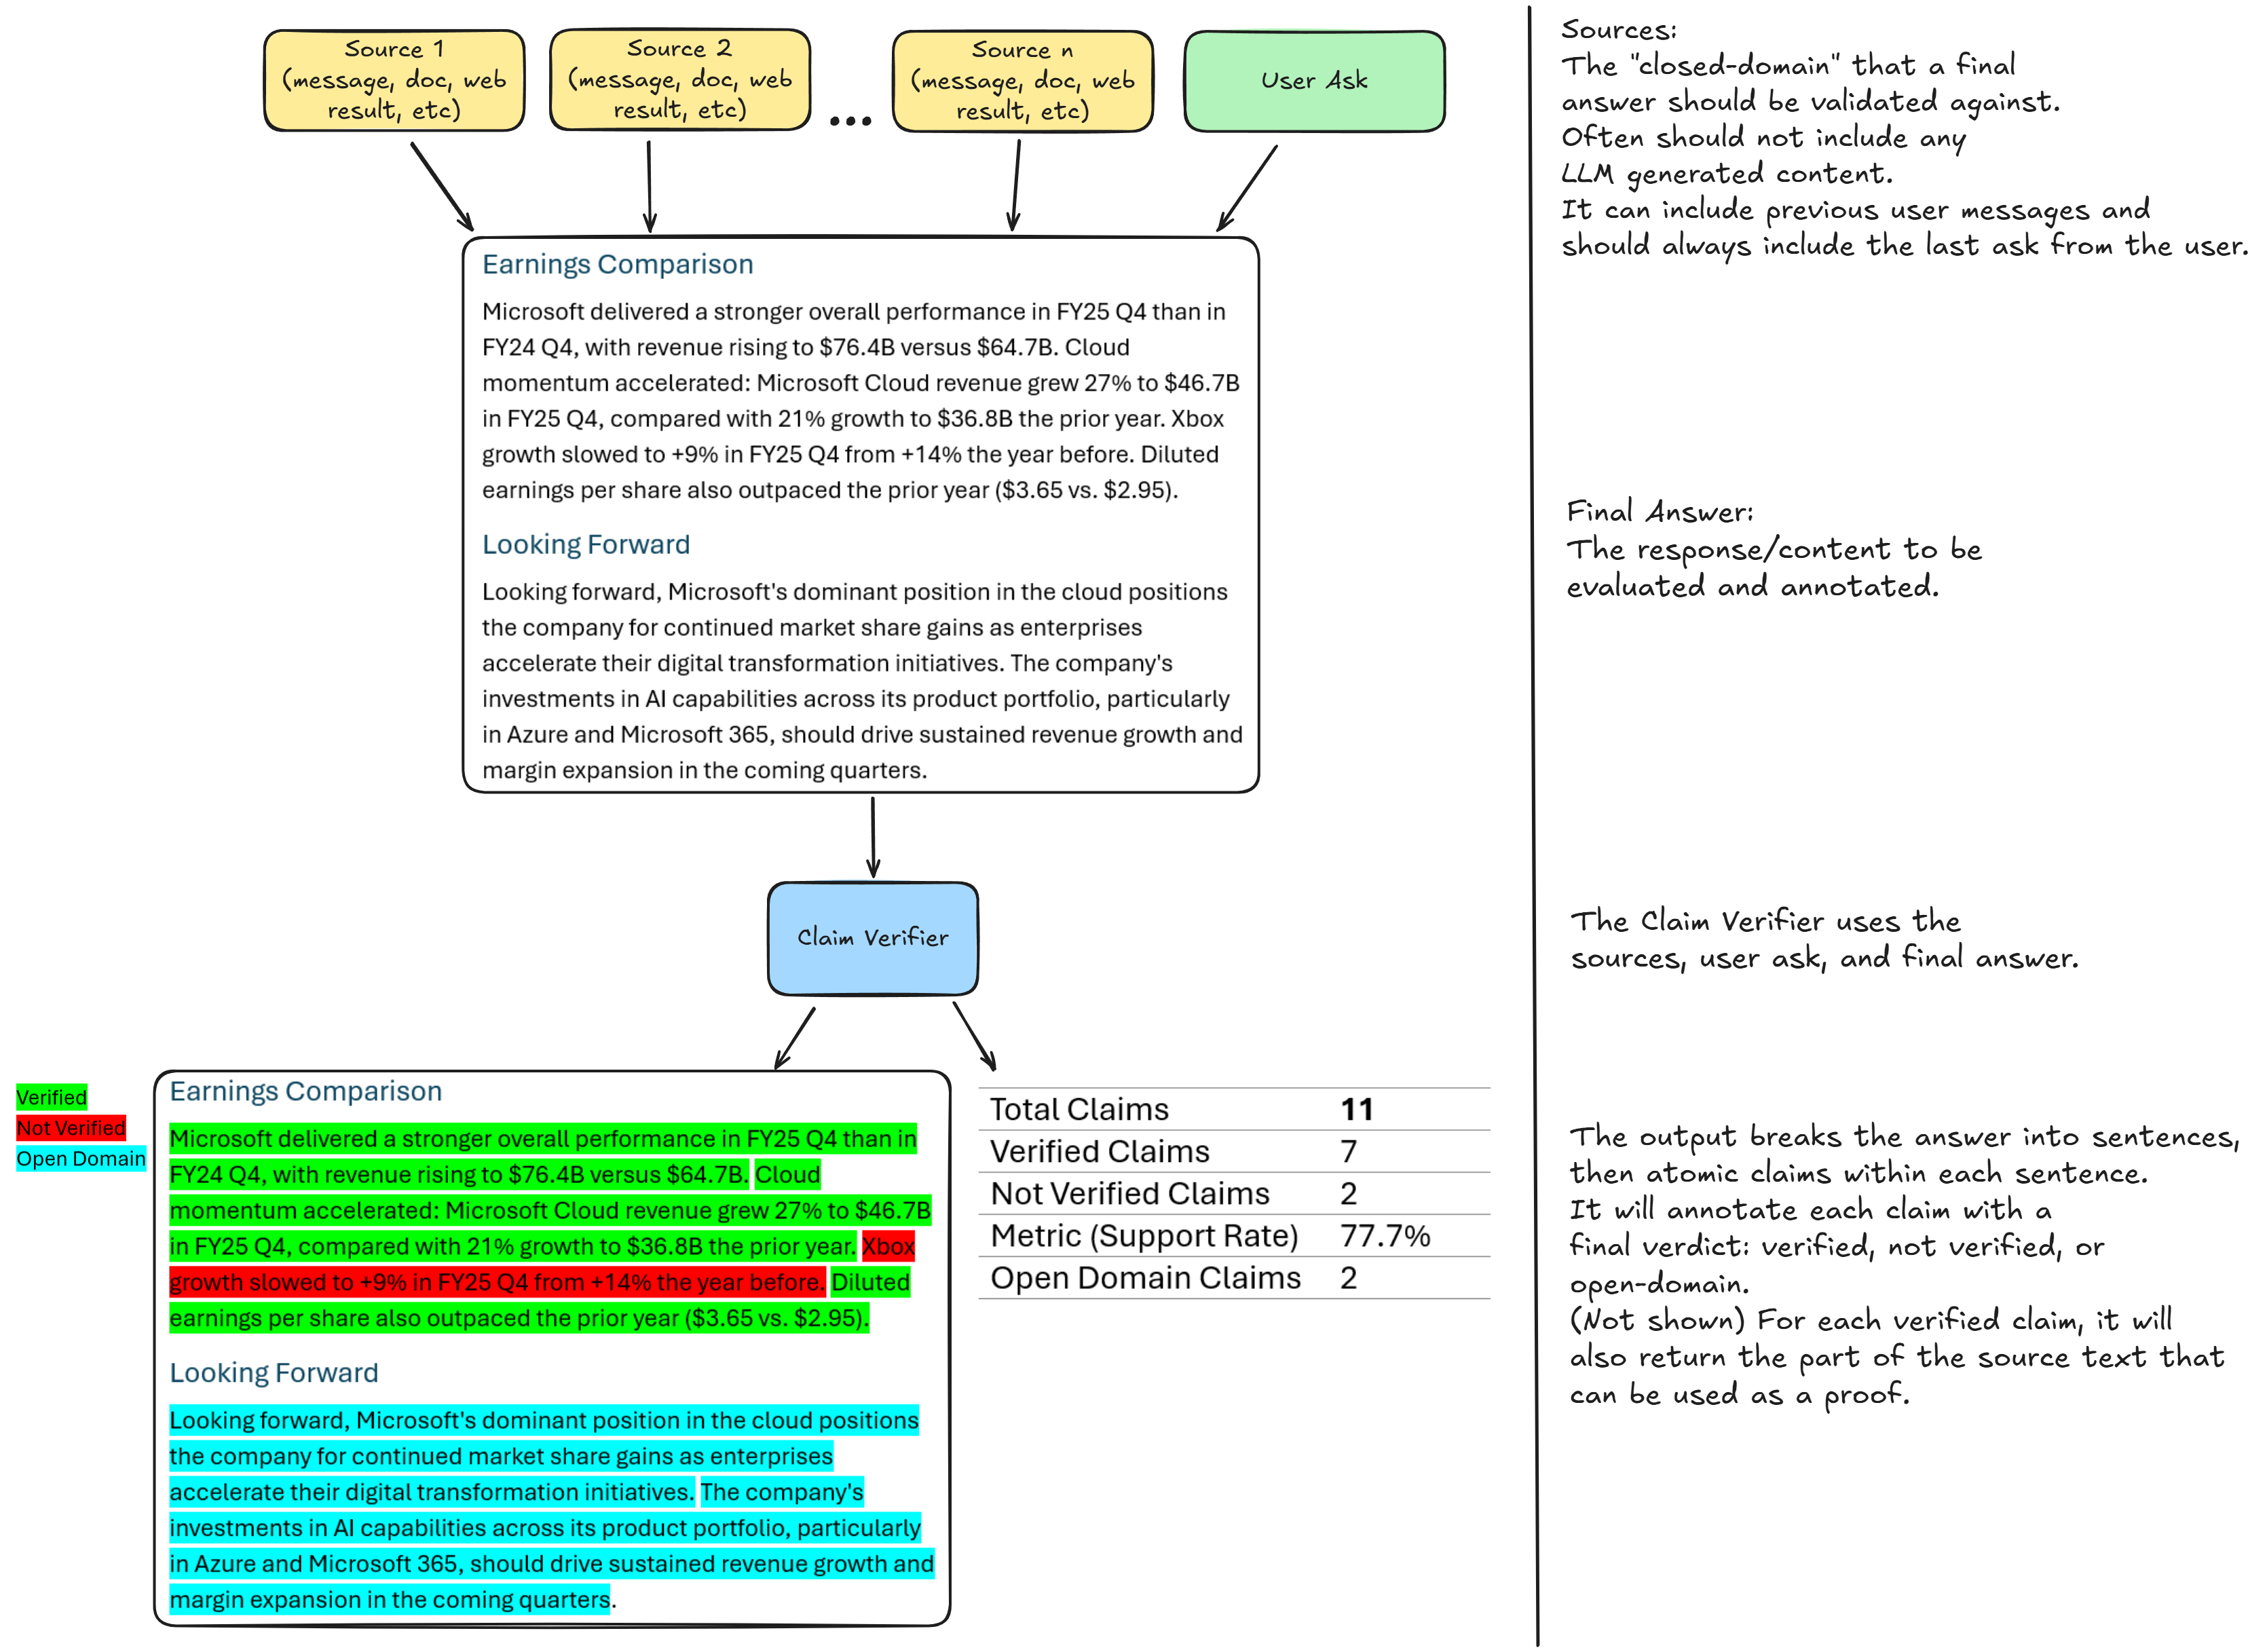 Source 1
(message, doc, web
result, etc)
Source 2
(message, doc, web
result, etc)
...
Source n
(message, doc, web
result, etc)
User Ask
Sources:
The "closed-domain" that a final
answer should be validated against.
Often should not include any
LLM generated content.
It can include previous user messages and
should always include the last ask from the user.
Earnings Comparison
Microsoft delivered a stronger overall performance in FY25 Q4 than in
FY24 Q4, with revenue rising to $76.4B versus $64.7B. Cloud
momentum accelerated: Microsoft Cloud revenue grew 27% to $46.7B
in FY25 Q4, compared with 21% growth to $36.8B the prior year. Xbox
growth slowed to +9% in FY25 Q4 from +14% the year before. Diluted
earnings per share also outpaced the prior year ($3.65 vs. $2.95).
Looking Forward
Looking forward, Microsoft's dominant position in the cloud positions
the company for continued market share gains as enterprises
accelerate their digital transformation initiatives. The company's
investments in AI capabilities across its product portfolio, particularly
in Azure and Microsoft 365, should drive sustained revenue growth and
margin expansion in the coming quarters.
Final Answer:
The response/content to be
evaluated and annotated.
Claim Verifier
The Claim Verifier uses the
sources, user ask, and final answer.
Verified
Not Verified
Open Domain
Earnings Comparison
Microsoft delivered a stronger overall performance in FY25 Q4 than in
FY24 Q4, with revenue rising to $76.4B versus $64.7B. Cloud
momentum accelerated: Microsoft Cloud revenue grew 27% to $46.7B
in FY25 Q4, compared with 21% growth to $36.8B the prior year. Xbox
growth slowed to +9% in FY25 Q4 from +14% the year before. Diluted
earnings per share also outpaced the prior year ($3.65 vs. $2.95).
Looking Forward
Looking forward, Microsoft's dominant position in the cloud positions
the company for continued market share gains as enterprises
accelerate their digital transformation initiatives. The company's
investments in AI capabilities across its product portfolio, particularly
in Azure and Microsoft 365, should drive sustained revenue growth and
margin expansion in the coming quarters.
Total Claims 11
Verified Claims 7
Not Verified Claims 2
Metric (Support Rate) 77.7%
Open Domain Claims 2
The output breaks the answer into sentences,
then atomic claims within each sentence.
It will annotate each claim with a
final verdict: verified, not verified, or
open-domain.
(Not shown) For each verified claim, it will
also return the part of the source text that
can be used as a proof.